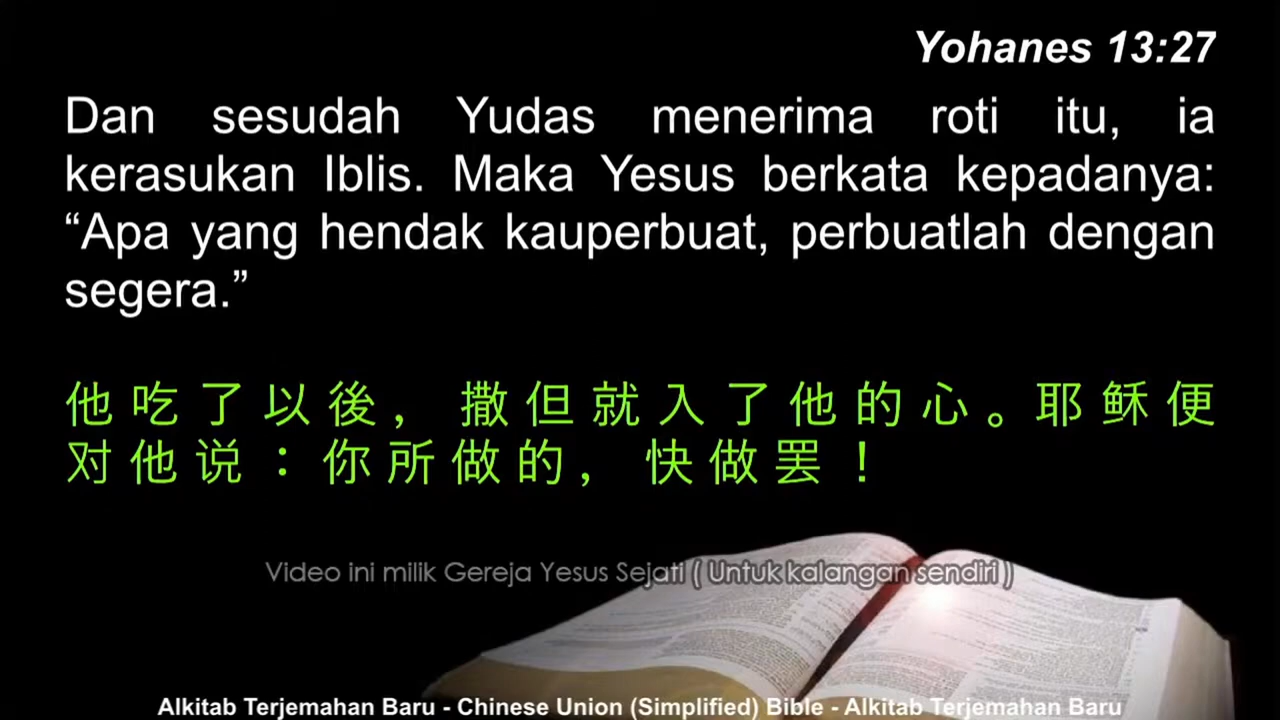 Yohanes 13:27
Dan sesudah Yudas menerima roti itu, ia
kerasukan Iblis. Maka Yesus berkata kepadanya:
“Apa yang hendak kauperbuat, perbuatlah dengan
segera.”
他吃了以後，撒但就入了他的心。耶稣便
对他说：你所做的，快做罢！
Video ini milik Gereja Yesus Sejati ( Untuk kalangan sendiri )
Alkitab Terjemahan Baru - Chinese Union (Simplified) Bible - Alkitab Terjemahan Baru